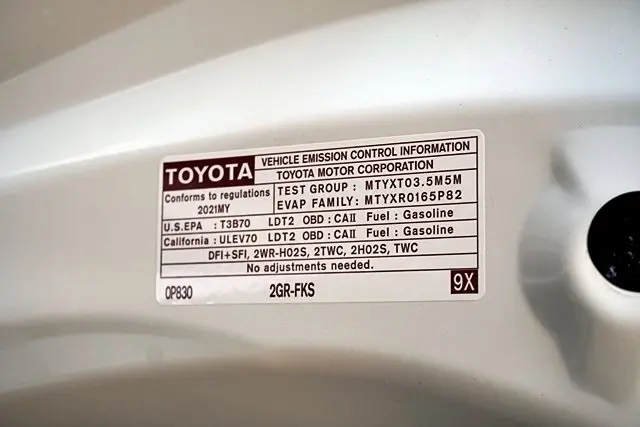 TOYOTA
VEHICLE EMISSION CONTROL INFORMATION
TOYOTA MOTOR CORPORATION
Conforms to regulations
2021MY
TEST GROUP : MTYXT03.5M5M
EVAP FAMILY: MTYXR0165P82
U.S.EPA : T3B70 LDT2 OBD : CAII Fuel : Gasoline
California : ULEV70 LDT2 OBD : CAII Fuel : Gasoline
DFI+SFI, 2WR-HO2S, 2TWC, 2HO2S, TWC
No adjustments needed.
0P830 2GR-FKS 9X